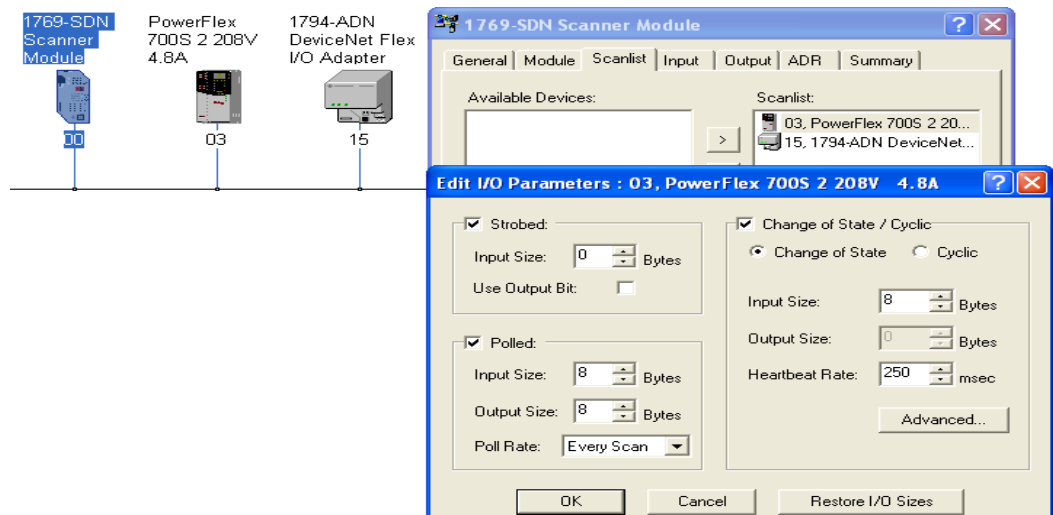 1769-SDN
Scanner
Module
00
PowerFlex
700S 2 208V
4.8A
03
1794-ADN
DeviceNet Flex
I/O Adapter
15
1769-SDN Scanner Module
General Module Scanlist Input Output ADR Summary
Available Devices:
Scanlist:
>
03, PowerFlex 700S 2 20...
15, 1794-ADN DeviceNet...
Edit I/O Parameters : 03, PowerFlex 700S 2 208V 4.8A
Strobed:
Input Size: 0 Bytes
Use Output Bit:
Polled:
Input Size: 8 Bytes
Output Size: 8 Bytes
Poll Rate: Every Scan
Change of State / Cyclic
Change of State Cyclic
Input Size: 8 Bytes
Output Size: 0 Bytes
Heartbeat Rate: 250 msec
Advanced...
OK Cancel Restore I/O Sizes